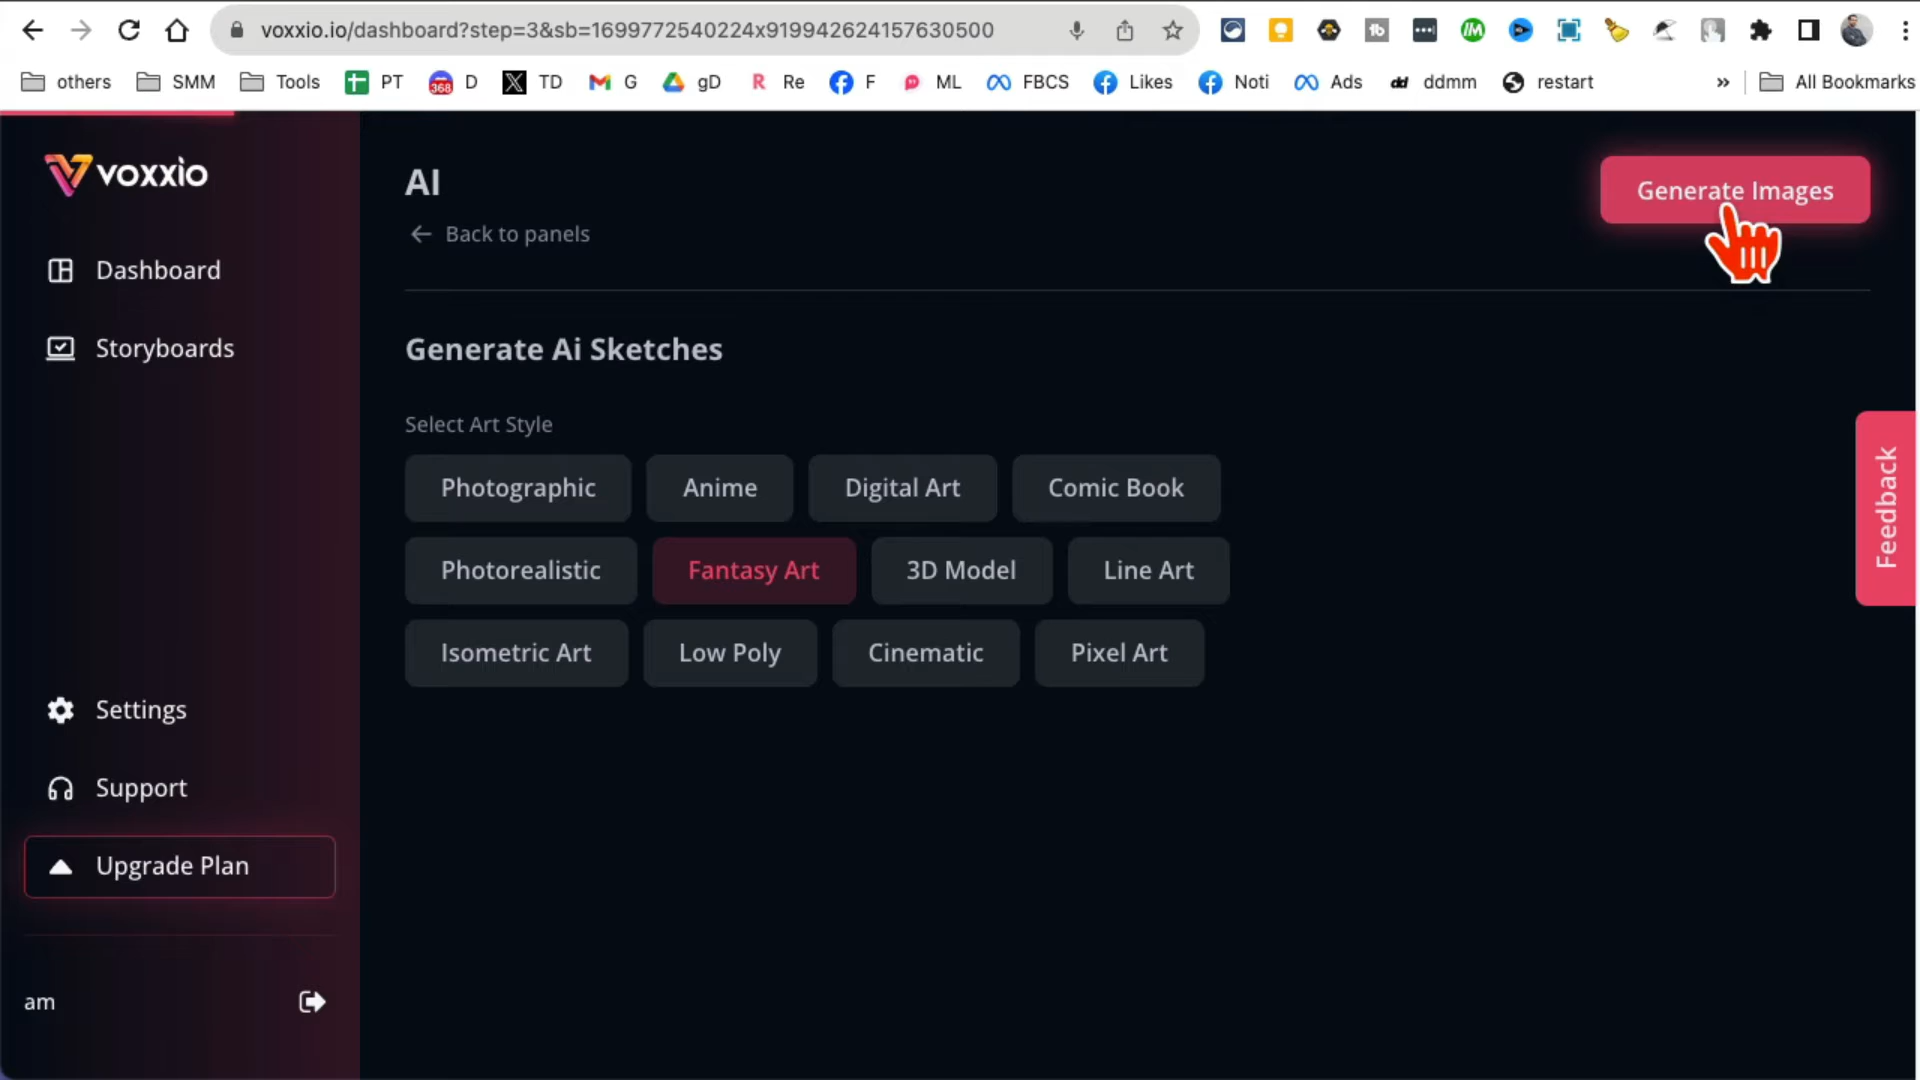 voxxio.io/dashboard?step=3&sb=1699772540224x919942624157630500
others SMM Tools PT 368 D TD G gD R Re F ML FBCS Likes Noti Ads dd ddmm restart » All Bookmarks
voxxio
Dashboard
Storyboards
Settings
Support
Upgrade Plan
am
AI
Back to panels
Generate Images
Generate Ai Sketches
Select Art Style
Photographic Anime Digital Art Comic Book
Photorealistic Fantasy Art 3D Model Line Art
Isometric Art Low Poly Cinematic Pixel Art
Feedback